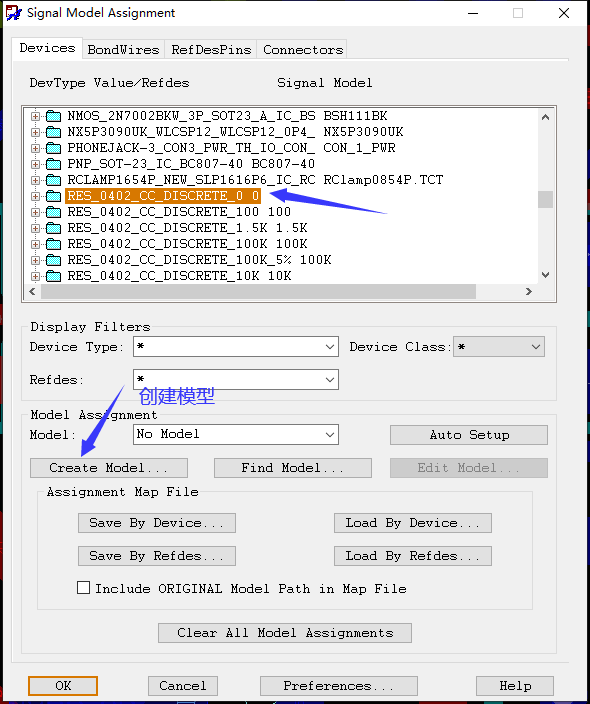 Signal Model Assignment
Devices BondWires RefDesPins Connectors
DevType Value/Refdes Signal Model
NMOS_2N7002BKW_3P_SOT23_A_IC_BS BSH111BK
NX5P3090UK_WLCSP12_WLCSP12_0P4_ NX5P3090UK
PHONEJACK-3_CON3_PWR_TH_IO_CON_ CON_1_PWR
PNP_SOT-23_IC_BC807-40 BC807-40
RCLAMP1654P_NEW_SLP1616P6_IC_RC RClamp0854P.TCT
RES_0402_CC_DISCRETE_0 0
RES_0402_CC_DISCRETE_100 100
RES_0402_CC_DISCRETE_1.5K 1.5K
RES_0402_CC_DISCRETE_100K 100K
RES_0402_CC_DISCRETE_100K_5% 100K
RES_0402_CC_DISCRETE_10K 10K
Display Filters
Device Type: * Device Class: *
Refdes: *
创建模型
Model Assignment
Model: No Model Auto Setup
Create Model... Find Model... Edit Model...
Assignment Map File
Save By Device... Load By Device...
Save By Refdes... Load By Refdes...
Include ORIGINAL Model Path in Map File
Clear All Model Assignments
OK Cancel Preferences... Help